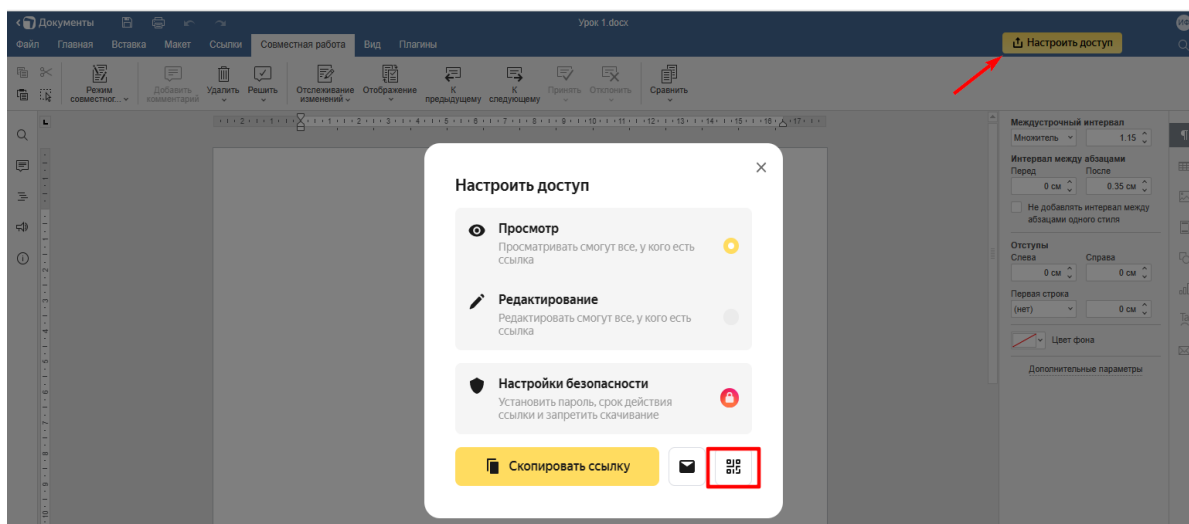 Документы
Урок 1.docx
Файл Главная Вставка Макет Ссылки Совместная работа Вид Плагины
Настроить доступ
Режим совместног...
Добавить комментарий
Удалить
Решить
Отслеживание изменений
Отображение
К предыдущему
К следующему
Принять
Отклонить
Сравнить
Настроить доступ
Просмотр
Просматривать смогут все, у кого есть
ссылка
Редактирование
Редактировать смогут все, у кого есть
ссылка
Настройки безопасности
Установить пароль, срок действия
ссылки и запретить скачивание
Скопировать ссылку
Междустрочный интервал
Множитель 1.15
Интервал между абзацами
Перед После
0 см 0.35 см
Не добавлять интервал между
абзацами одного стиля
Отступы
Слева Справа
0 см 0 см
Первая строка
(нет) 0 см
Цвет фона
Дополнительные параметры